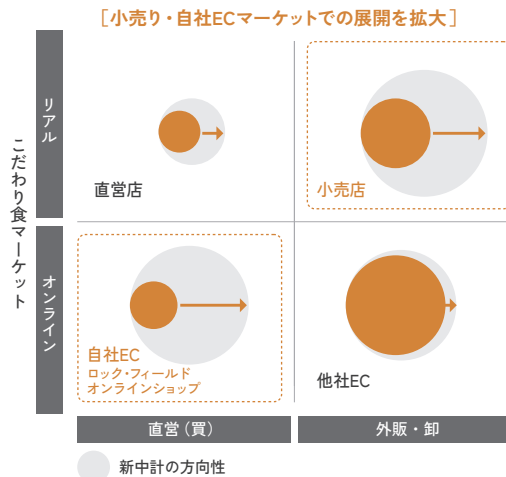 ［小売り・自社ECマーケットでの展開を拡大］
こだわり食マーケット
リアル
直営店
小売店
オンライン
自社EC
ロック・フィールド
オンラインショップ
他社EC
直営（買）
外販・卸
新中計の方向性